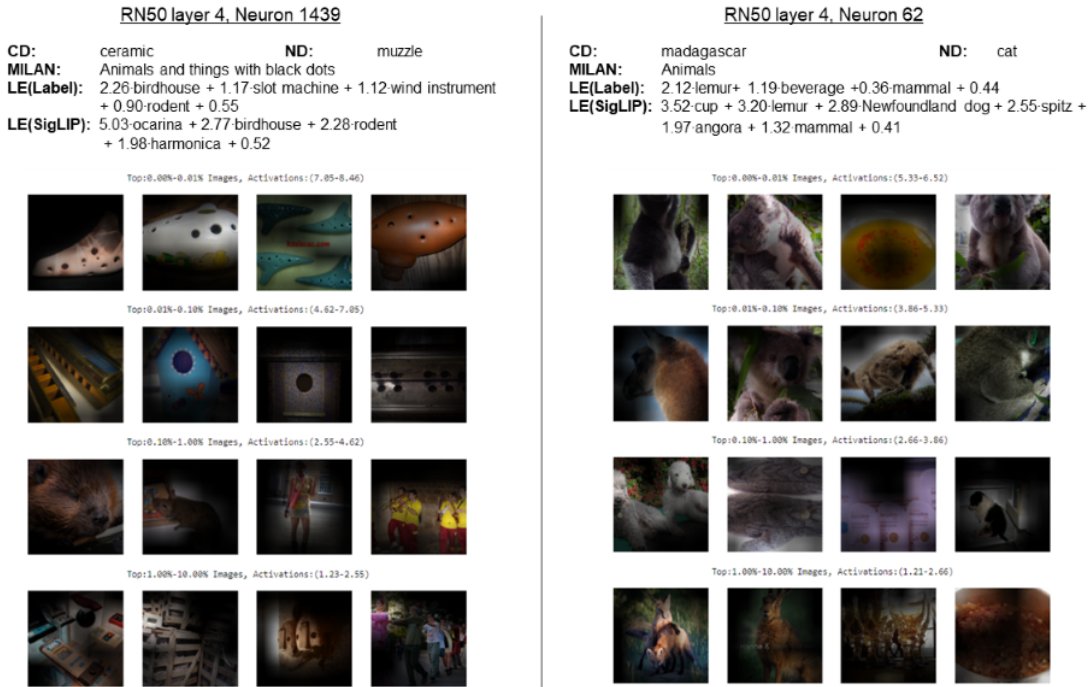 RN50 layer 4, Neuron 1439
CD: ceramic ND: muzzle
MILAN: Animals and things with black dots
LE(Label): 2.26·birdhouse + 1.17·slot machine + 1.12·wind instrument
+ 0.90·rodent + 0.55
LE(SigLIP): 5.03·ocarina + 2.77·birdhouse + 2.28·rodent
+ 1.98·harmonica + 0.52
Top:0.00%-0.01% Images, Activations:(7.05-8.46)
Top:0.01%-0.10% Images, Activations:(4.62-7.05)
Top:0.10%-1.00% Images, Activations:(2.55-4.62)
Top:1.00%-10.00% Images, Activations:(1.23-2.55)
RN50 layer 4, Neuron 62
CD: madagascar ND: cat
MILAN: Animals
LE(Label): 2.12·lemur+ 1.19·beverage +0.36·mammal + 0.44
LE(SigLIP): 3.52·cup + 3.20·lemur + 2.89·Newfoundland dog + 2.55·spitz +
1.97·angora + 1.32·mammal + 0.41
Top:0.00%-0.01% Images, Activations:(5.33-6.52)
Top:0.01%-0.10% Images, Activations:(3.86-5.33)
Top:0.10%-1.00% Images, Activations:(2.66-3.86)
Top:1.00%-10.00% Images, Activations:(1.21-2.66)